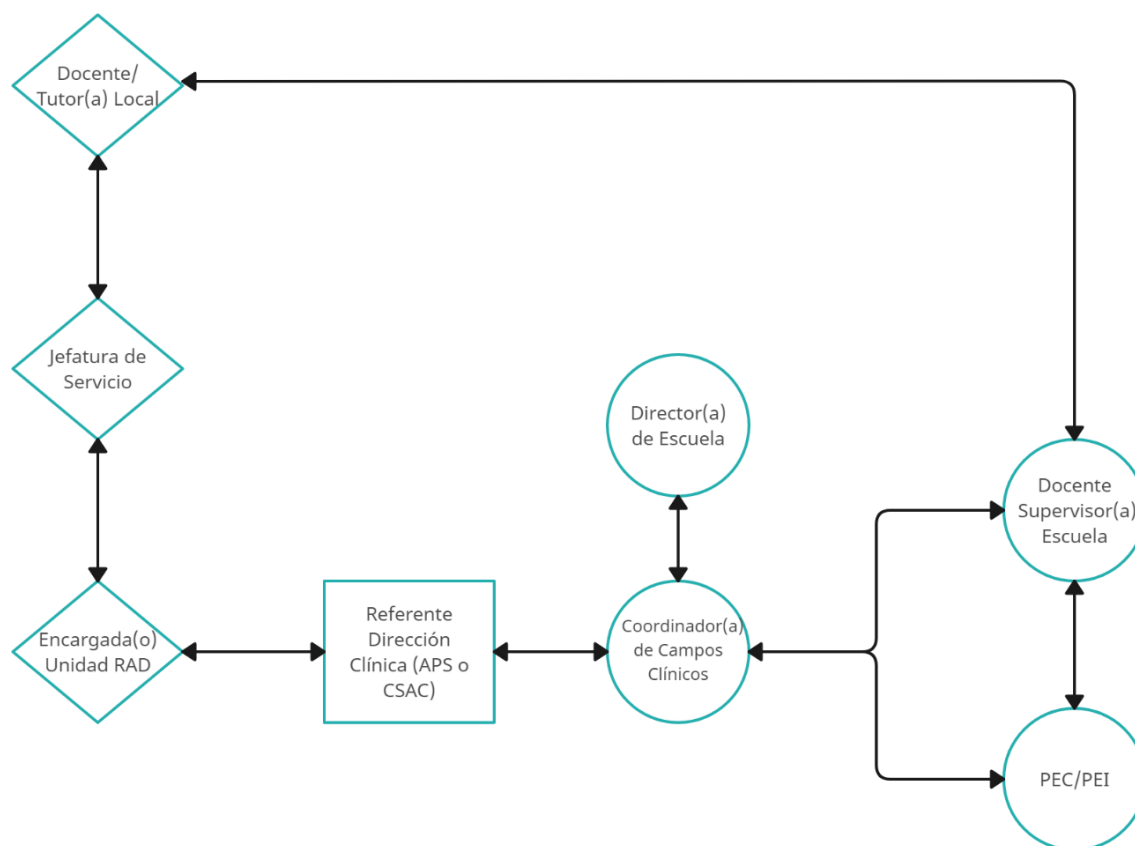 Docente/
Tutor(a) Local
Jefatura de
Servicio
Director(a)
de Escuela
Docente
Supervisor(a)
Escuela
Encargada(o)
Unidad RAD
Referente
Dirección
Clínica (APS o
CSAC)
Coordinador(a)
de Campos
Clínicos
PEC/PEI